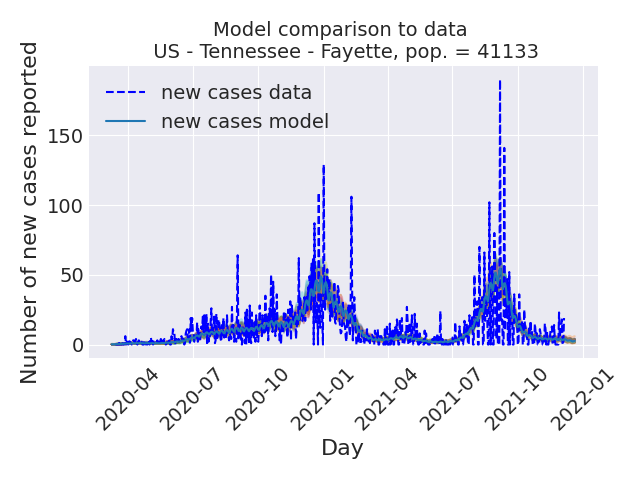 Model comparison to data
US - Tennessee - Fayette, pop. = 41133
Number of new cases reported
new cases data
new cases model
150
100
50
0
2020-04
2020-07
2020-10
2021-01
2021-04
2021-07
2021-10
2022-01
Day